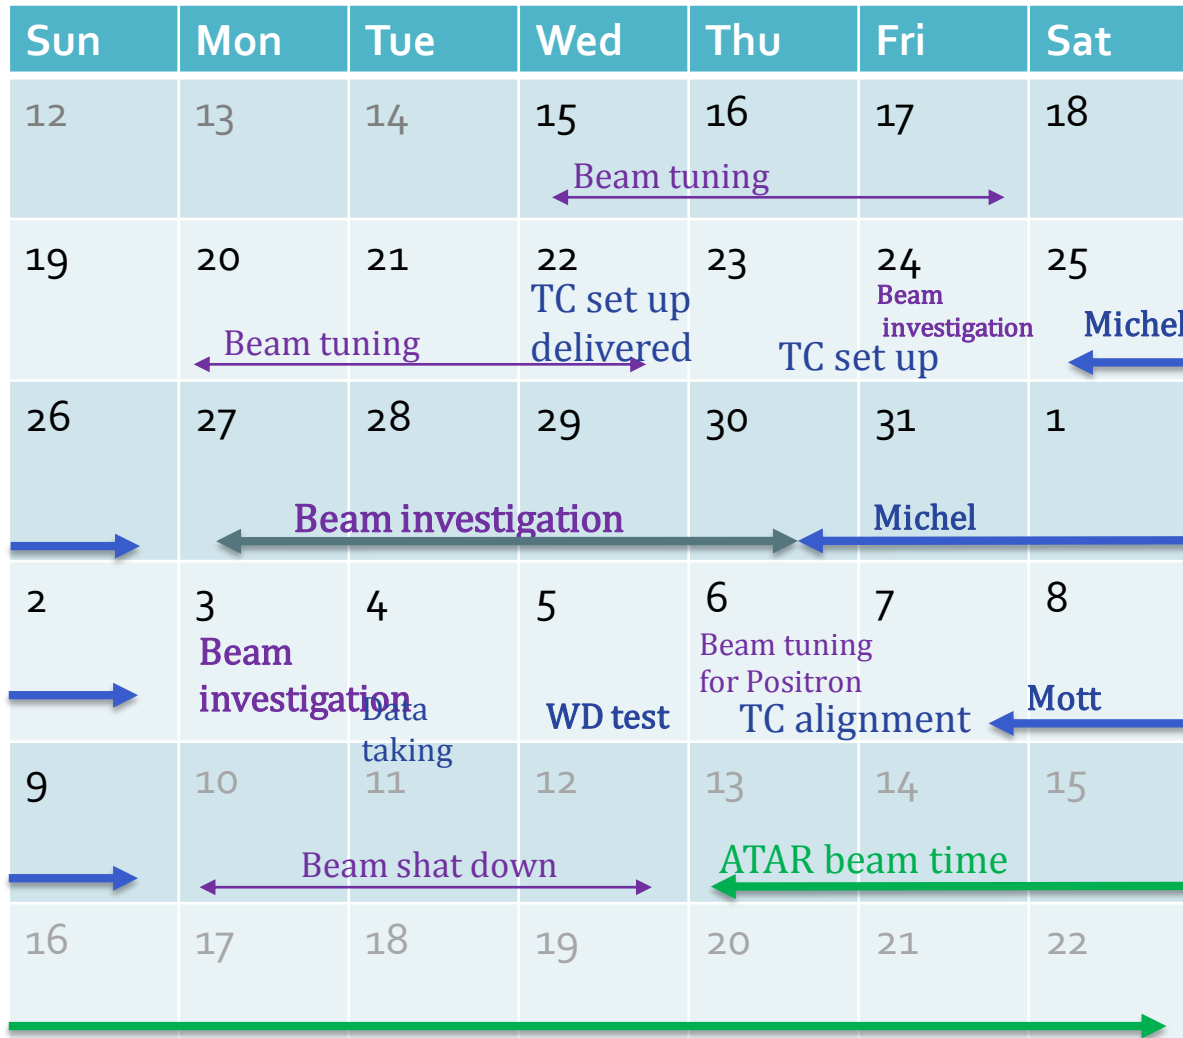 Sun Mon Tue Wed Thu Fri Sat
12 13 14 15 16 17 18
Beam tuning
19 20 21 22 23 24 25
TC set up
delivered
Beam
investigation
Michel
Beam tuning
TC set up
26 27 28 29 30 31 1
Beam investigation
Michel
2 3 4 5 6 7 8
Beam
investigation
Data
taking
WD test
Beam tuning
for Positron
TC alignment
Mott
9 10 11 12 13 14 15
Beam shat down
ATAR beam time
16 17 18 19 20 21 22